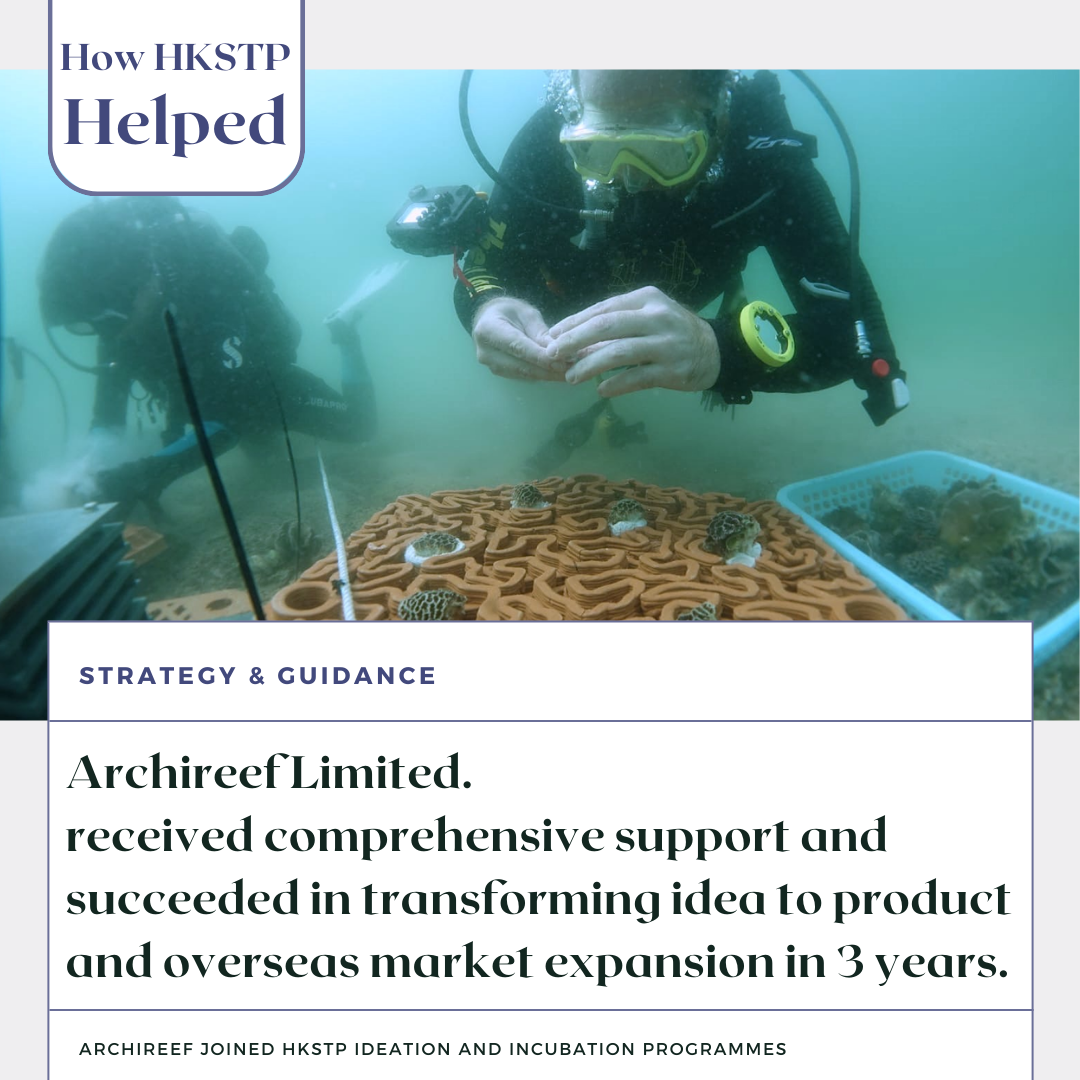 How HKSTP
Helped
S
STRATEGY & GUIDANCE
Archireef Limited.
received comprehensive support and
succeeded in transforming idea to product
and overseas market expansion in 3 years.
ARCHIREEF JOINED HKSTP IDEATION AND INCUBATION PROGRAMMES